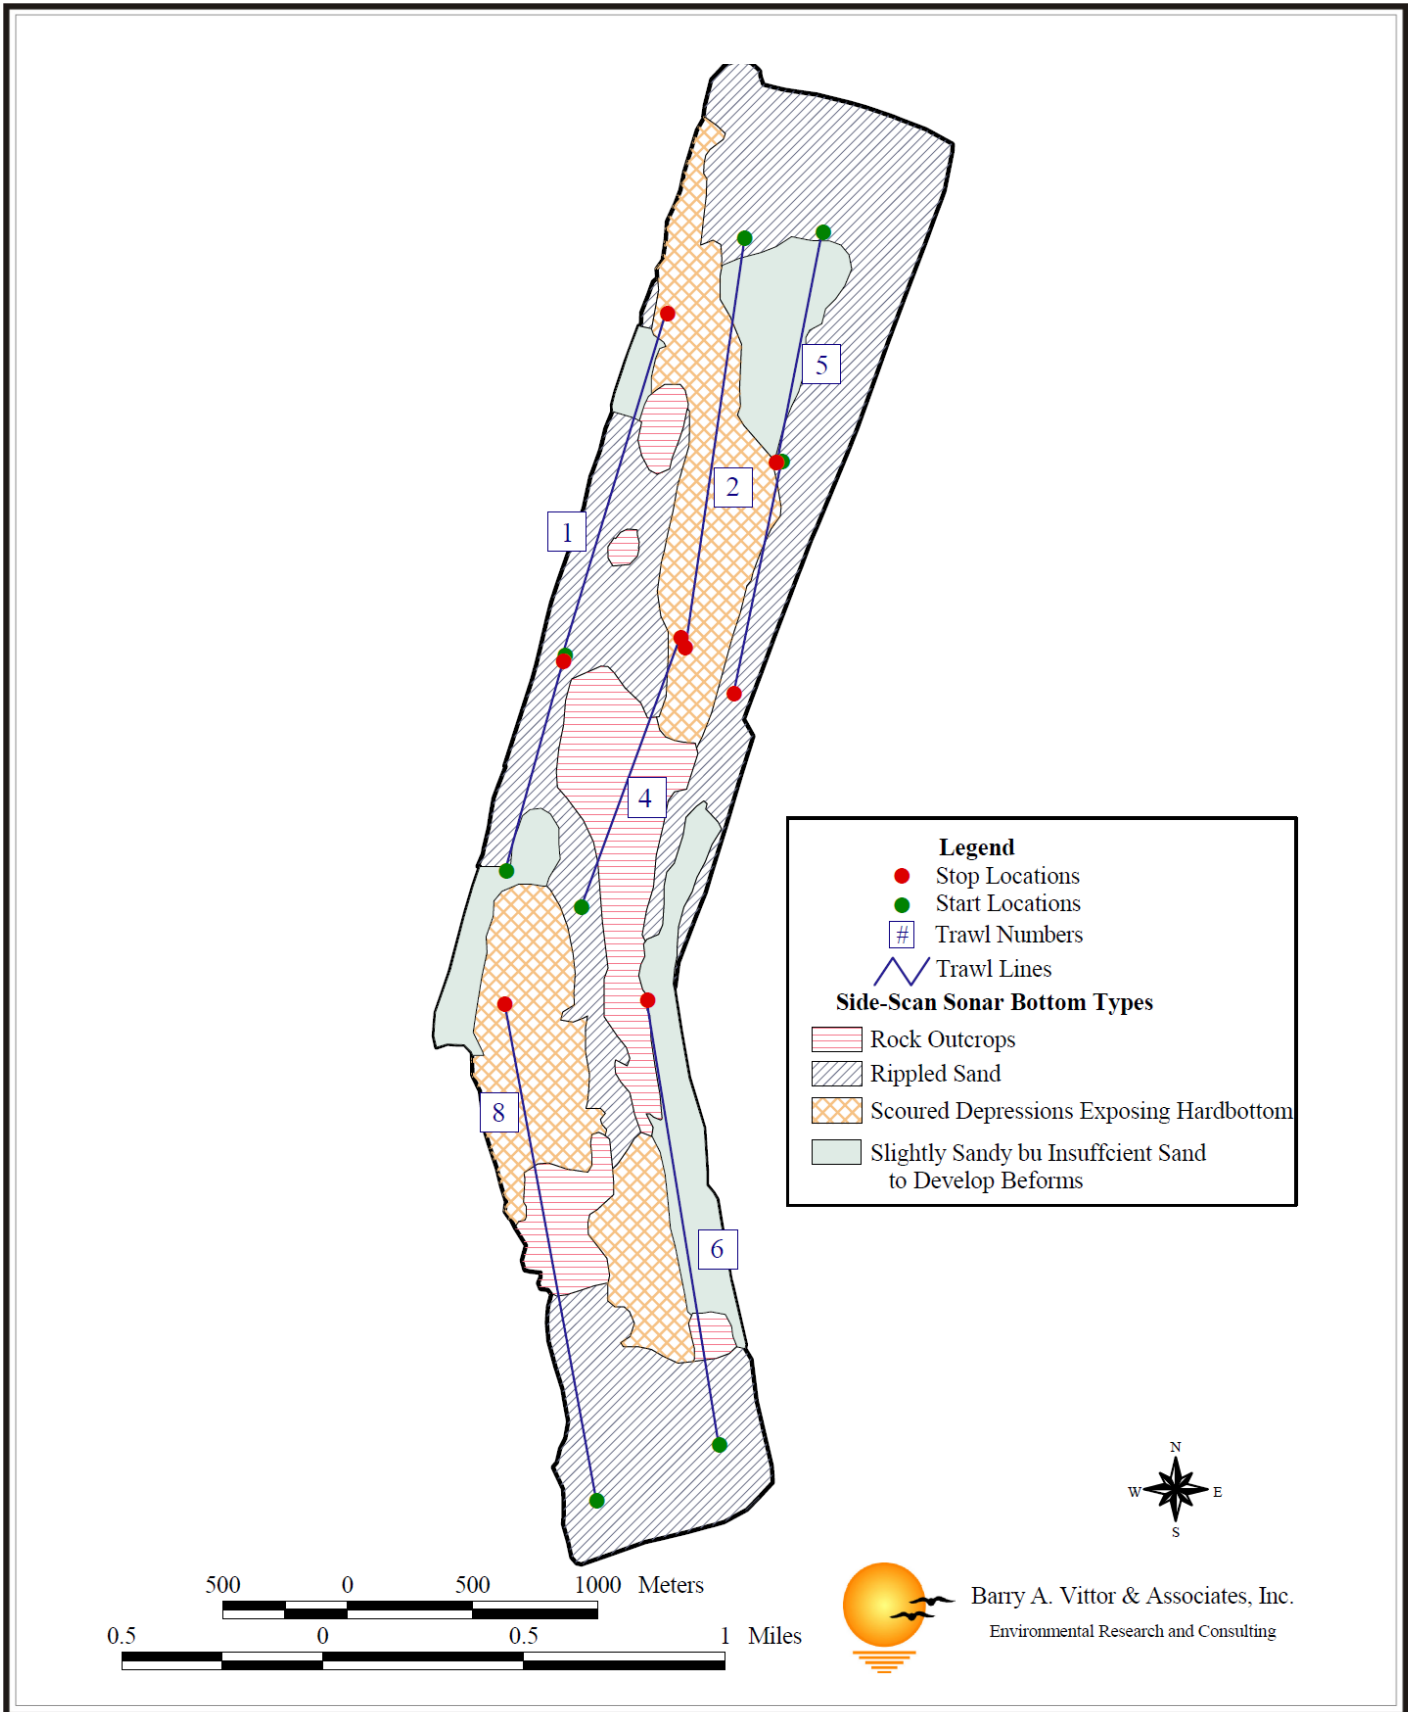 5
2
1
4
8
6
Legend
Stop Locations
Start Locations
# Trawl Numbers
Trawl Lines
Side-Scan Sonar Bottom Types
Rock Outcrops
Rippled Sand
Scoured Depressions Exposing Hardbottom
Slightly Sandy bu Insuffcient Sand
to Develop Beforms
N
W E
S
500 0 500 1000 Meters
0.5 0 0.5 1 Miles
Barry A. Vittor & Associates, Inc.
Environmental Research and Consulting